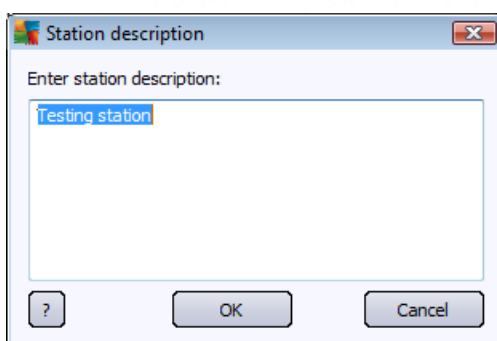 Station description
Enter station description:
Testing station
?
OK
Cancel